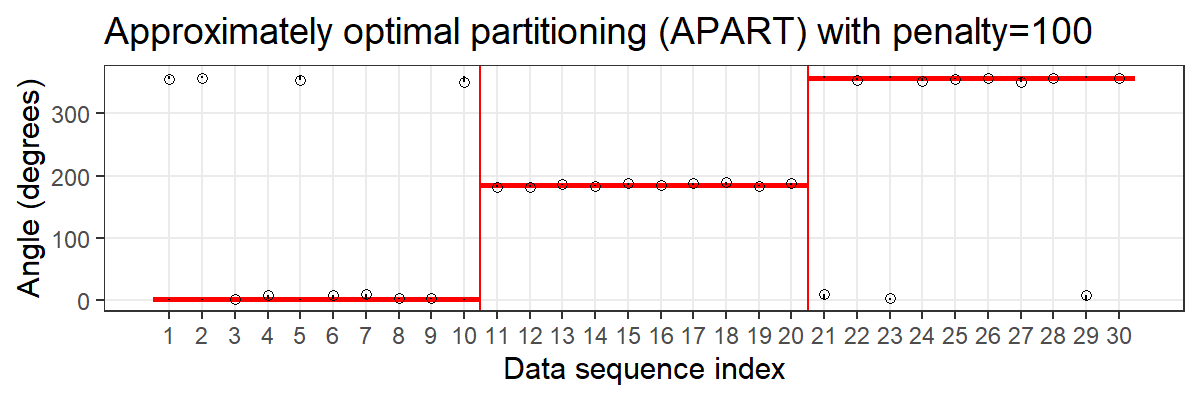 Approximately optimal partitioning (APART) with penalty=100
Angle (degrees)
300
200
100
0
1 2 3 4 5 6 7 8 9 10 11 12 13 14 15 16 17 18 19 20 21 22 23 24 25 26 27 28 29 30
Data sequence index